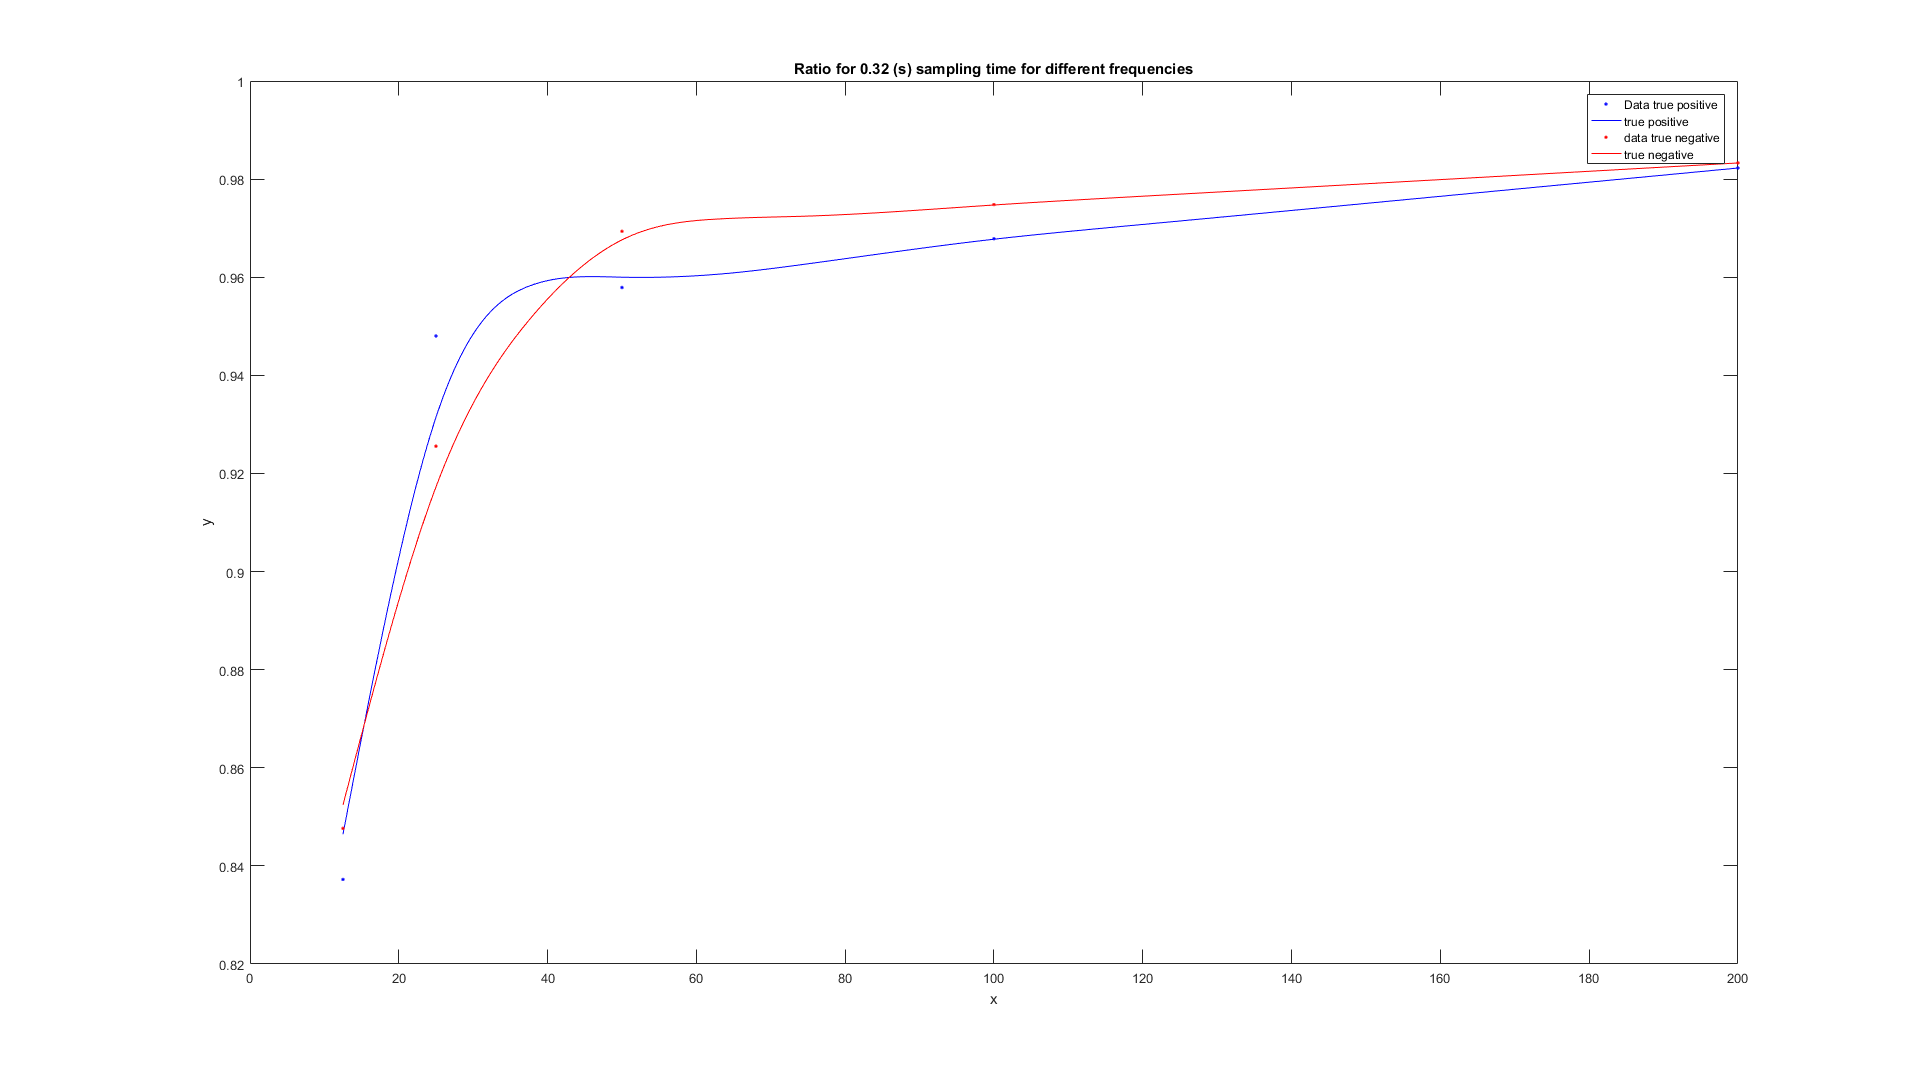 Ratio for 0.32 (s) sampling time for different frequencies
1
0.98
0.96
0.94
0.92
0.9
0.88
0.86
0.84
0.82
y
Data true positive
true positive
data true negative
true negative
0 20 40 60 80 100 120 140 160 180 200
x